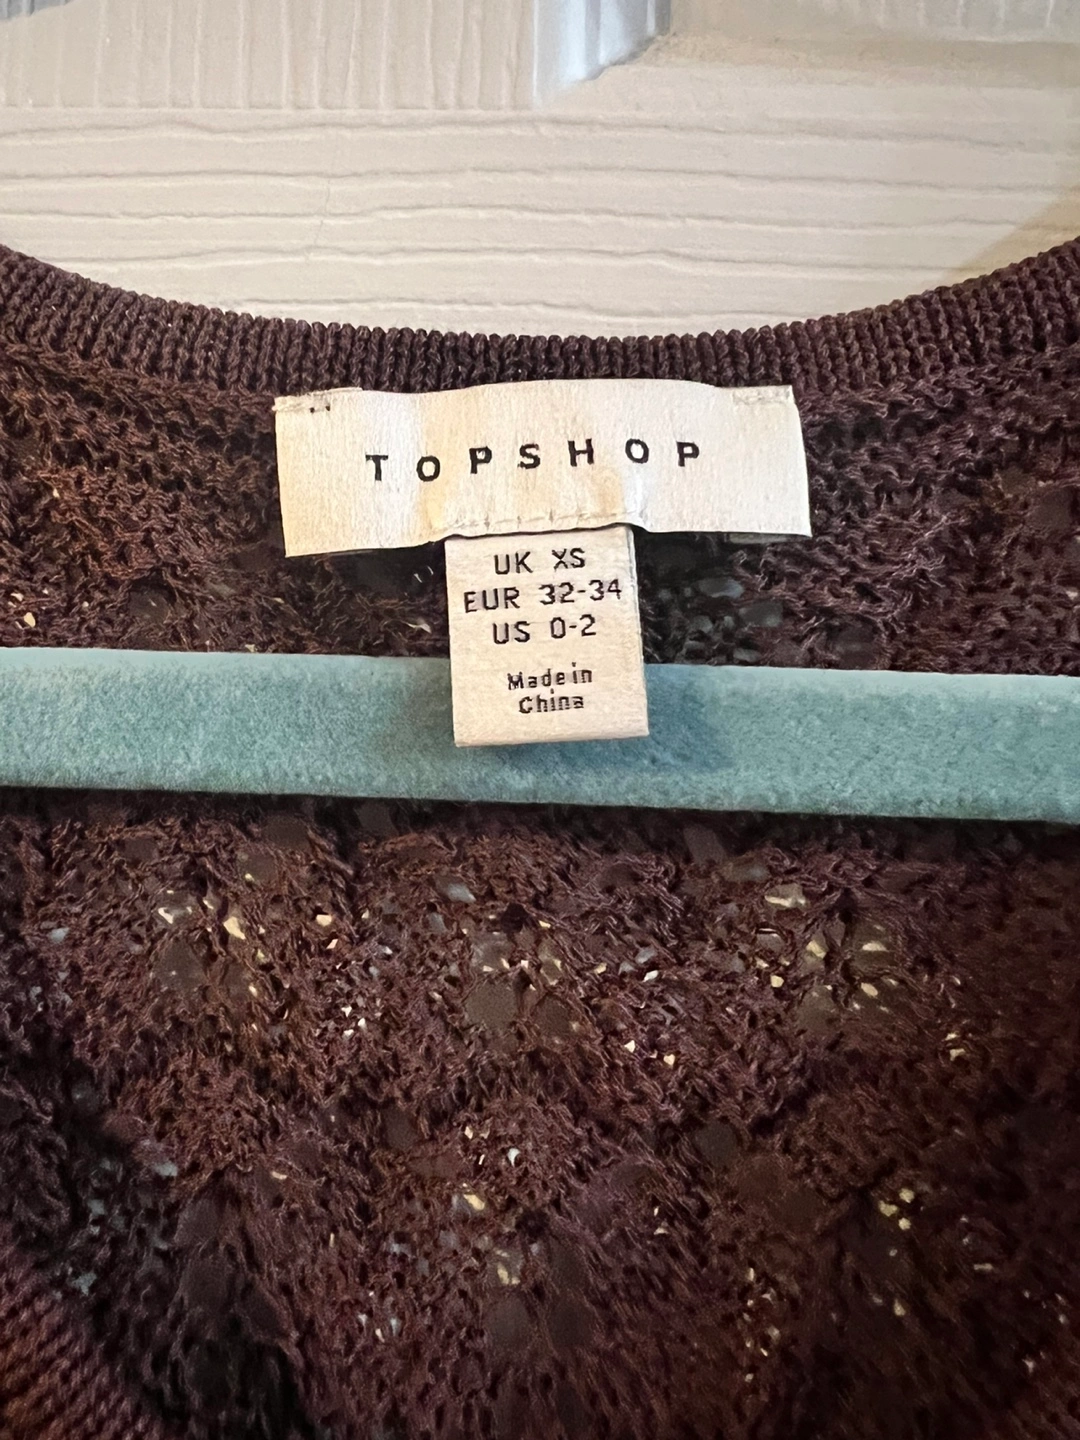 TOPSHOP
UK XS
EUR 32-34
US 0-2
Made in
China